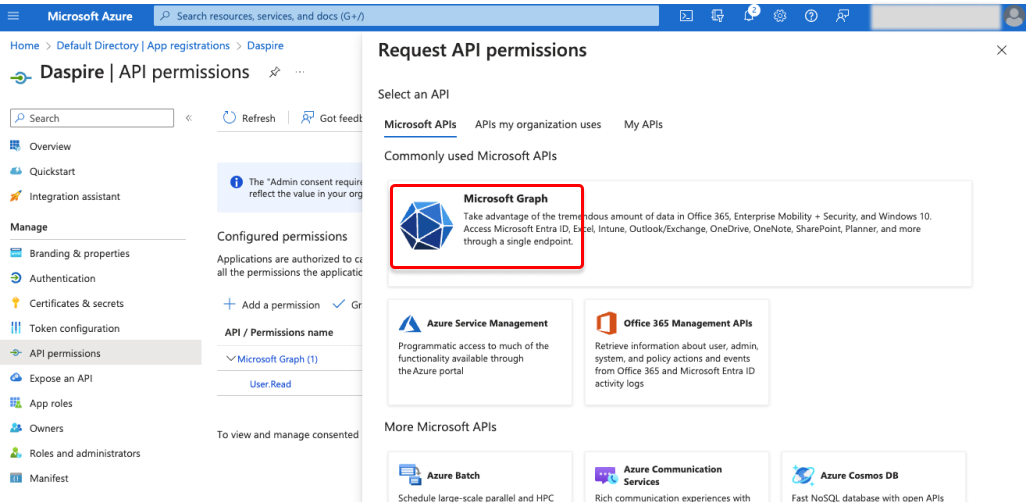 Microsoft Azure
Search resources, services, and docs (G+/)
2
Home > Default Directory | App registrations > Daspire
Daspire | API permissions
Search
Overview
Quickstart
Integration assistant
Manage
Branding & properties
Authentication
Certificates & secrets
Token configuration
API permissions
Expose an API
App roles
Owners
Roles and administrators
Manifest
Refresh
Got feedb
The "Admin consent require
reflect the value in your org
Configured permissions
Applications are authorized to ca
all the permissions the applicatic
Add a permission
Gr
API / Permissions name
Microsoft Graph (1)
User.Read
To view and manage consented
Request API permissions
Select an API
Microsoft APIs
APIs my organization uses
My APIs
Commonly used Microsoft APIs
Microsoft Graph
Take advantage of the tremendous amount of data in Office 365, Enterprise Mobility + Security, and Windows 10.
Access Microsoft Entra ID, Excel, Intune, Outlook/Exchange, OneDrive, OneNote, SharePoint, Planner, and more
through a single endpoint.
Azure Service Management
Programmatic access to much of the
functionality available through
the Azure portal
Office 365 Management APIs
Retrieve information about user, admin,
system, and policy actions and events
from Office 365 and Microsoft Entra ID
activity logs
More Microsoft APIs
Azure Batch
Schedule large-scale parallel and HPC
Azure Communication
Services
Rich communication experiences with
Azure Cosmos DB
Fast NoSQL database with open APIs